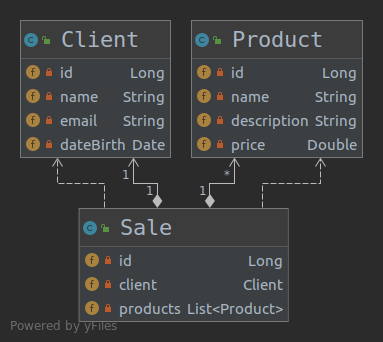 Client
id Long
name String
email String
dateBirth Date
Product
id Long
name String
description String
price Double
1 *
1 1
Sale
id Long
client Client
products List<Product>
Powered by yFiles